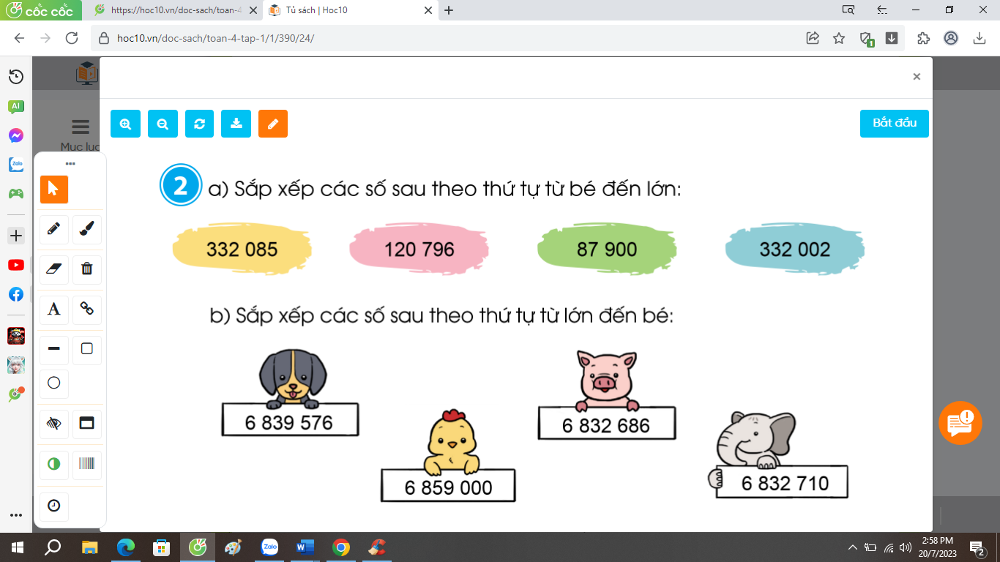 cốc cốc
https://hoc10.vn/doc-sach/toan-4
Tủ sách | Hoc10
hoc10.vn/doc-sach/toan-4-tap-1/1/390/24/
1
AI
Mục lục
Zalo
A
Bắt đầu
2 a) Sắp xếp các số sau theo thứ tự từ bé đến lớn:
332 085 120 796 87 900 332 002
b) Sắp xếp các số sau theo thứ tự từ lớn đến bé:
6 839 576
6 832 686
6 859 000
6 832 710
Zalo
2:58 PM
20/7/2023
2